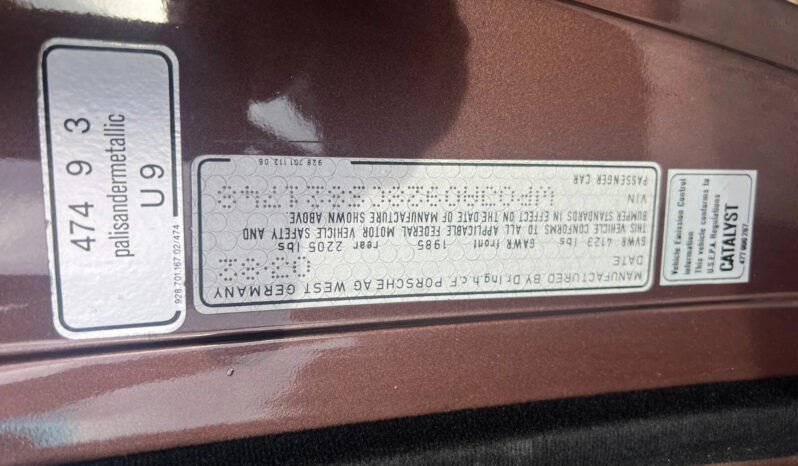 474 9 3
palisandermetallic
U 9
928.701.167.02/474
MANUFACTURED BY Dr.Ing.h.c.F. PORSCHE AG WEST GERMANY
DATE
GVWR 4123 lbs GAWR front 1985 rear 2205 lbs
THIS VEHICLE CONFORMS TO ALL APPLICABLE FEDERAL MOTOR VEHICLE SAFETY AND
BUMPER STANDARDS IN EFFECT ON THE DATE OF MANUFACTURE SHOWN ABOVE
VIN
PASSENGER CAR
928 701 112 06
Vehicle Emission Control
Information
This vehicle conforms to
U.S.E.P.A. Regulations
CATALYST
477 006 267